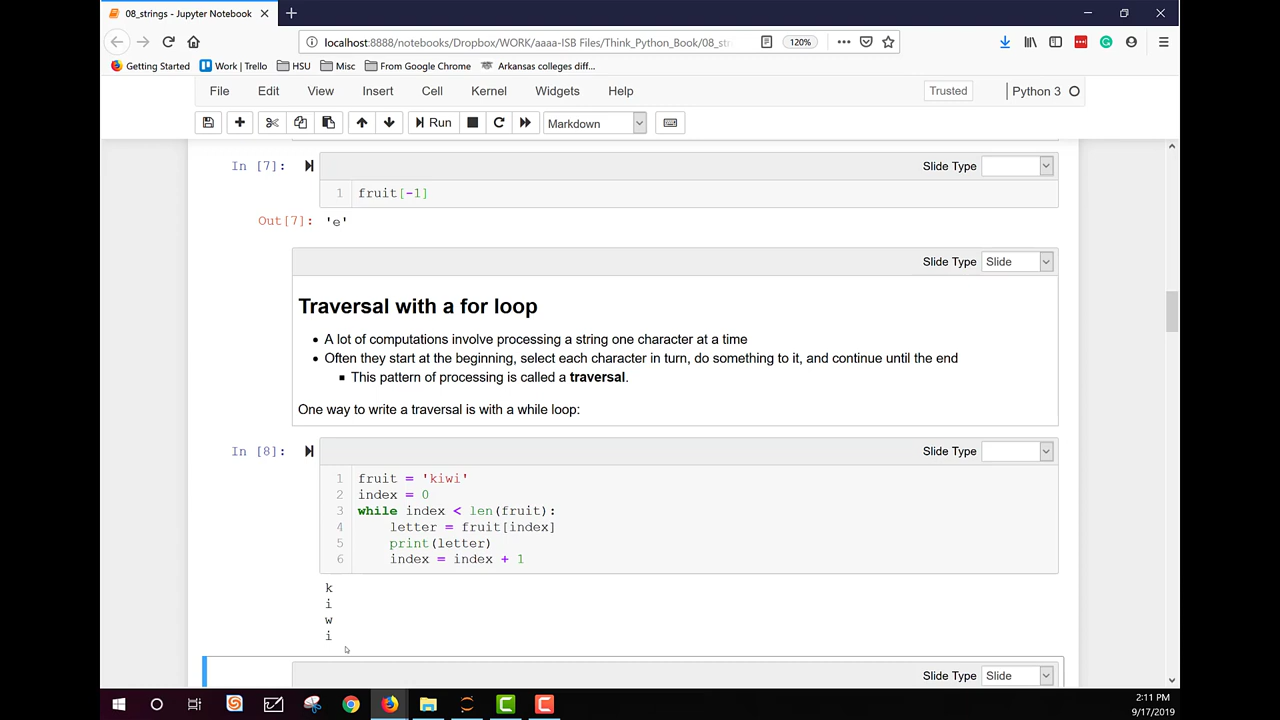 08_strings - Jupyter Notebook
localhost:8888/notebooks/Dropbox/WORK/aaaa-ISB Files/Think_Python_Book/08_str
120%
Getting Started Work | Trello HSU Misc From Google Chrome Arkansas colleges diff...
File Edit View Insert Cell Kernel Widgets Help Trusted Python 3
Run Markdown
In [7]: Slide Type
1 fruit[-1]
Out[7]: 'e'
Slide Type Slide
Traversal with a for loop
• A lot of computations involve processing a string one character at a time
• Often they start at the beginning, select each character in turn, do something to it, and continue until the end
▪ This pattern of processing is called a traversal.
One way to write a traversal is with a while loop:
In [8]: Slide Type
1 fruit = 'kiwi'
2 index = 0
3 while index < len(fruit):
4     letter = fruit[index]
5     print(letter)
6     index = index + 1
k
i
w
i
Slide Type Slide
2:11 PM
9/17/2019